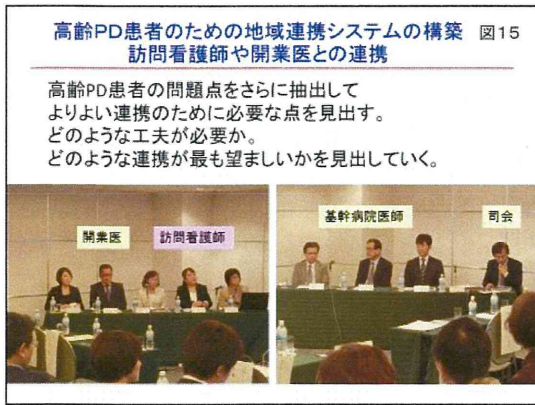 高齢PD患者のための地域連携システムの構築 図15
訪問看護師や開業医との連携
高齢PD患者の問題点をさらに抽出して
よりよい連携のために必要な点を見出す。
どのような工夫が必要か。
どのような連携が最も望ましいかを見出していく。
開業医 訪問看護師
基幹病院医師 司会